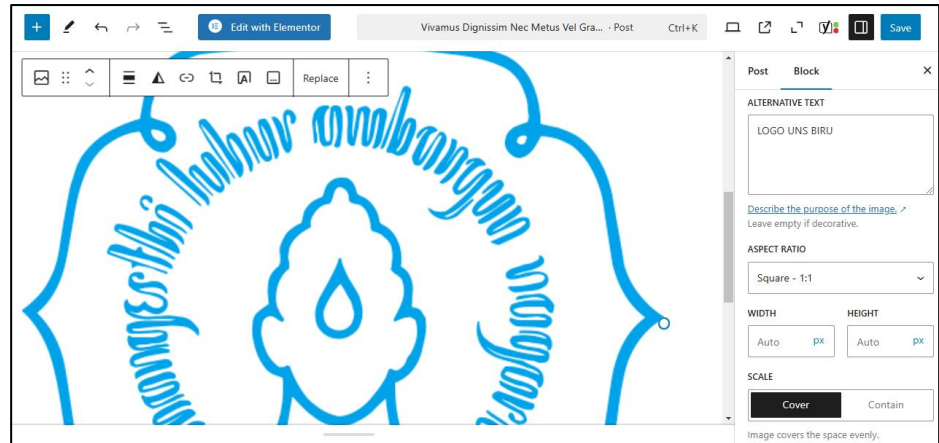 Edit with Elementor
Vivamus Dignissim Nec Metus Vel Gra... · Post
Ctrl+K
Save
Replace
Post
Block
ALTERNATIVE TEXT
LOGO UNS BIRU
Describe the purpose of the image. ↗
Leave empty if decorative.
ASPECT RATIO
Square - 1:1
WIDTH
HEIGHT
Auto
px
Auto
px
SCALE
Cover
Contain
Image covers the space evenly.